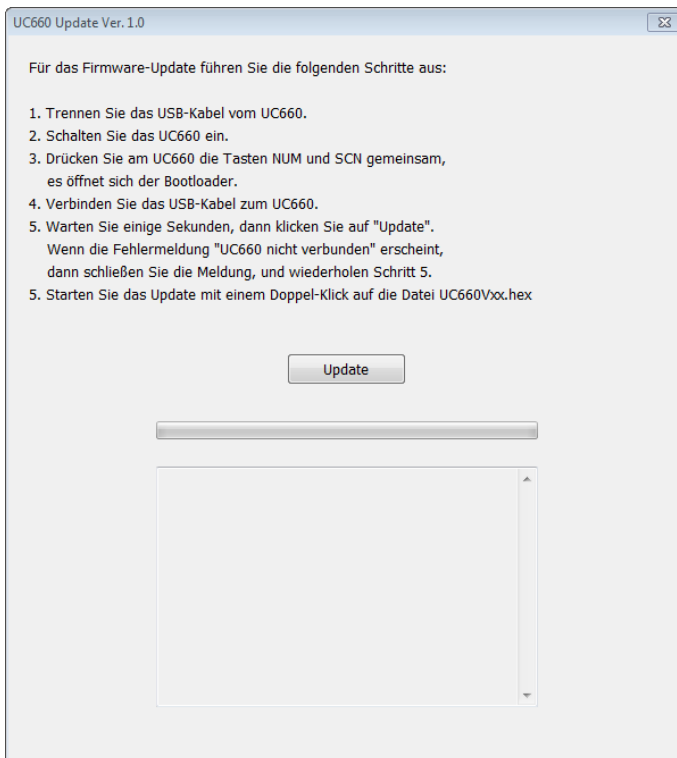 UC660 Update Ver. 1.0
Für das Firmware-Update führen Sie die folgenden Schritte aus:
1. Trennen Sie das USB-Kabel vom UC660.
2. Schalten Sie das UC660 ein.
3. Drücken Sie am UC660 die Tasten NUM und SCN gemeinsam,
es öffnet sich der Bootloader.
4. Verbinden Sie das USB-Kabel zum UC660.
5. Warten Sie einige Sekunden, dann klicken Sie auf "Update".
Wenn die Fehlermeldung "UC660 nicht verbunden" erscheint,
dann schließen Sie die Meldung, und wiederholen Schritt 5.
5. Starten Sie das Update mit einem Doppel-Klick auf die Datei UC660Vxx.hex
Update